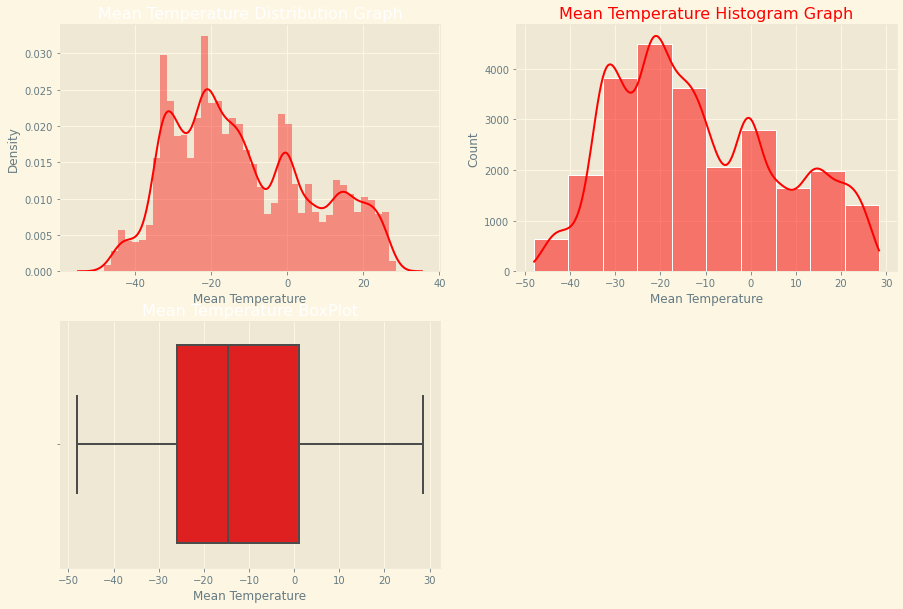 Mean Temperature Distribution Graph
Density
0.030
0.025
0.020
0.015
0.010
0.005
0.000
−40 −20 0 20 40
Mean Temperature
Mean Temperature Histogram Graph
Count
4000
3000
2000
1000
0
−50 −40 −30 −20 −10 0 10 20 30
Mean Temperature
Mean Temperature BoxPlot
−50 −40 −30 −20 −10 0 10 20 30
Mean Temperature